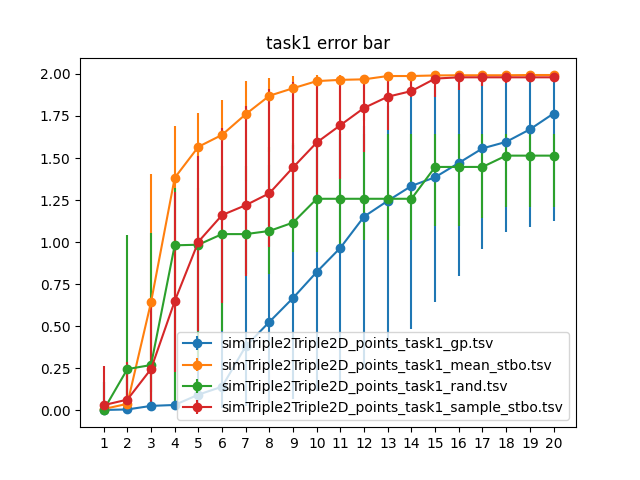 task1 error bar
2.00
1.75
1.50
1.25
1.00
0.75
0.50
0.25
0.00
simTriple2Triple2D_points_task1_gp.tsv
simTriple2Triple2D_points_task1_mean_stbo.tsv
simTriple2Triple2D_points_task1_rand.tsv
simTriple2Triple2D_points_task1_sample_stbo.tsv
1 2 3 4 5 6 7 8 9 10 11 12 13 14 15 16 17 18 19 20